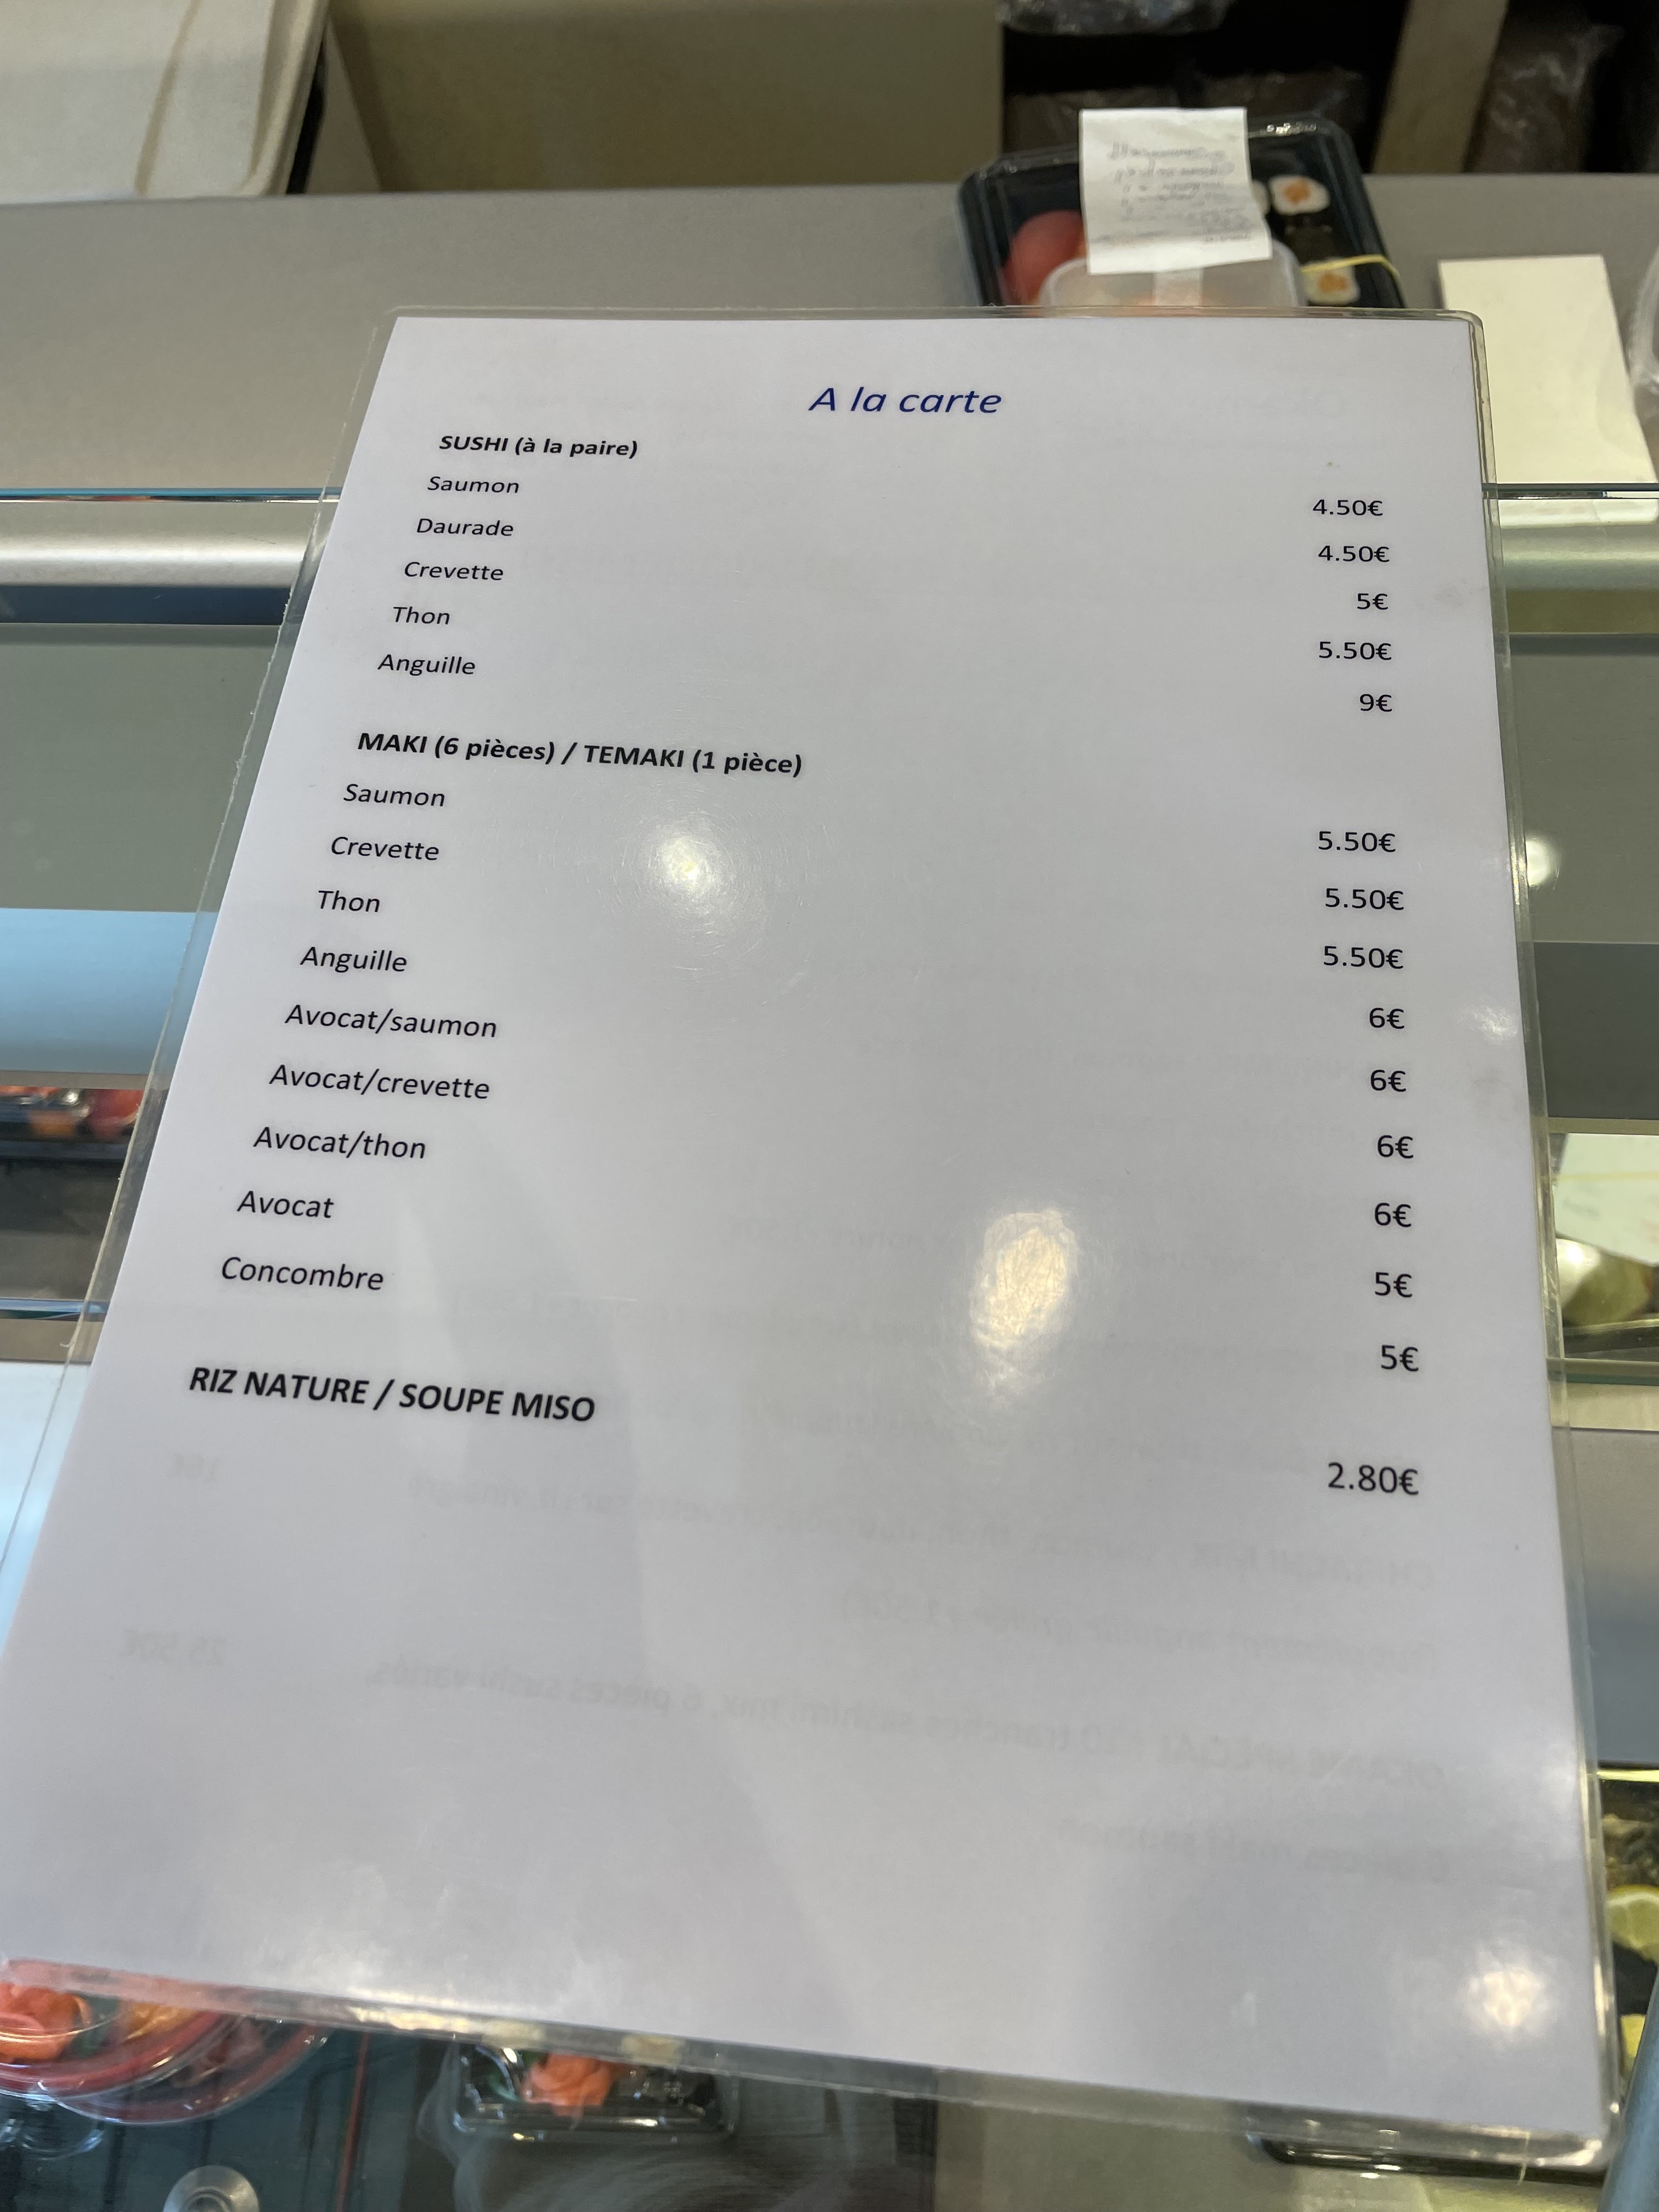 A la carte
SUSHI (à la paire)
Saumon 4.50€
Daurade 4.50€
Crevette 5€
Thon 5.50€
Anguille 9€
MAKI (6 pièces) / TEMAKI (1 pièce)
Saumon 5.50€
Crevette 5.50€
Thon 5.50€
Anguille 6€
Avocat/saumon 6€
Avocat/crevette 6€
Avocat/thon 6€
Avocat 5€
Concombre 5€
RIZ NATURE / SOUPE MISO 2.80€